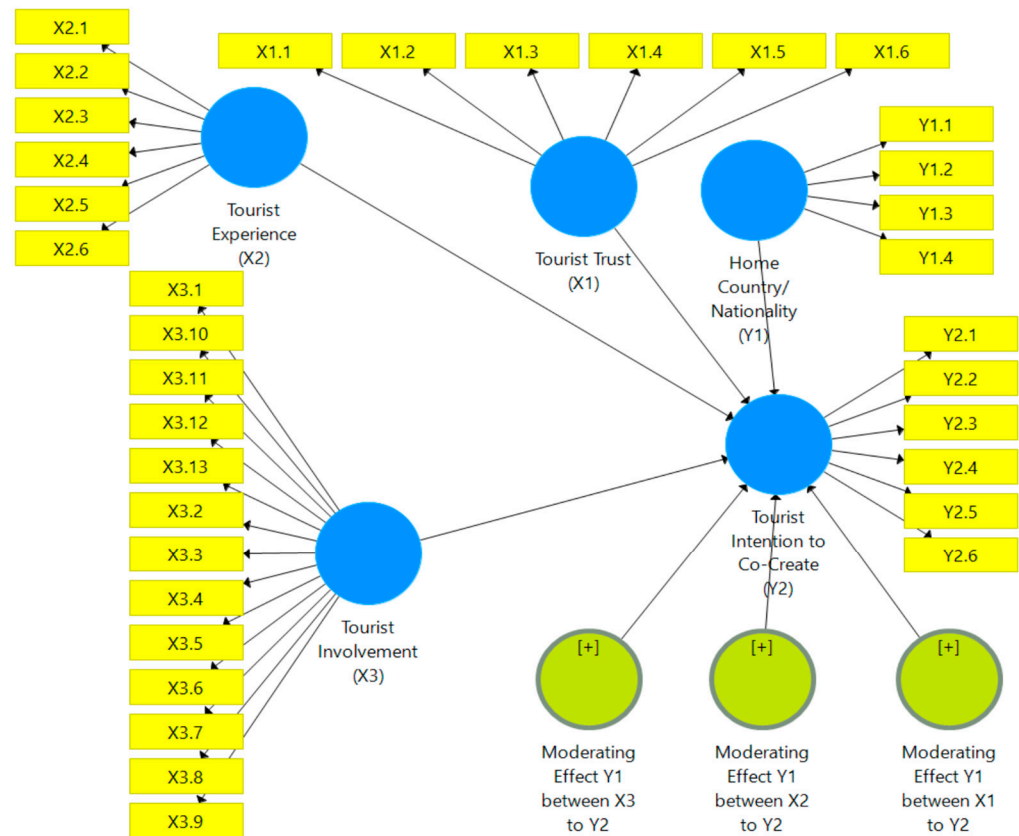 X2.1
X2.2
X2.3
X2.4
X2.5
X2.6
Tourist
Experience
(X2)
X1.1
X1.2
X1.3
X1.4
X1.5
X1.6
Tourist Trust
(X1)
Y1.1
Y1.2
Y1.3
Y1.4
Home
Country/
Nationality
(Y1)
X3.1
X3.10
X3.11
X3.12
X3.13
X3.2
X3.3
X3.4
X3.5
X3.6
X3.7
X3.8
X3.9
Tourist
Involvement
(X3)
Y2.1
Y2.2
Y2.3
Y2.4
Y2.5
Y2.6
Tourist
Intention to
Co-Create
(Y2)
[+]
Moderating
Effect Y1
between X3
to Y2
[+]
Moderating
Effect Y1
between X2
to Y2
[+]
Moderating
Effect Y1
between X1
to Y2